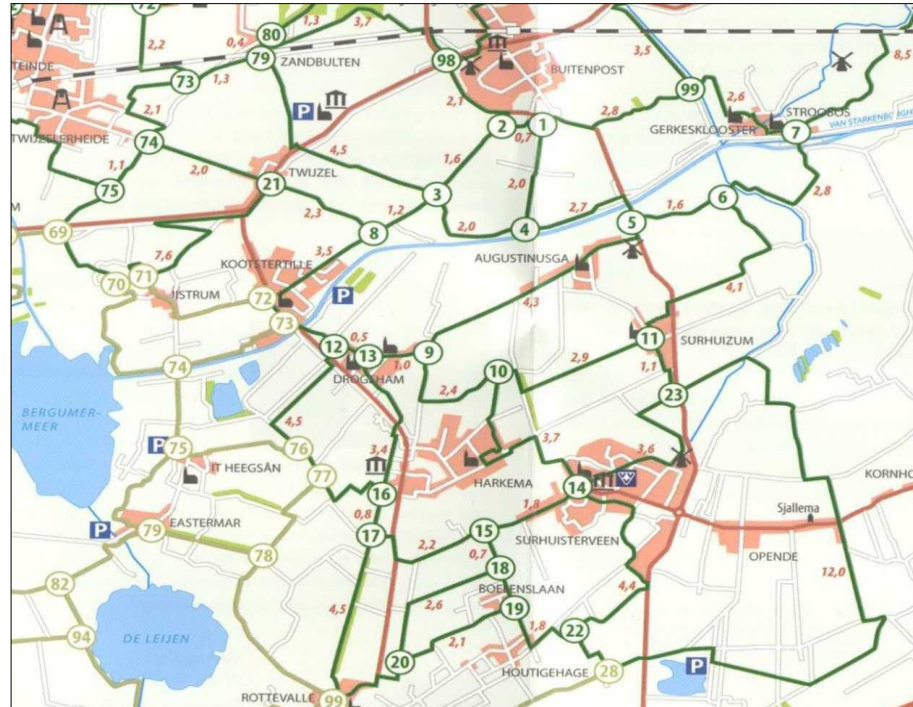 72
2,2
0,4
80
1,3
3,7
79
ZANDBULTEN
98
BUITENPOST
3,5
8,5
TEINDE
73
1,3
99
2,6
STROOBOS
P
2,1
2,1
2
1
2,8
GERKESKLOOSTER
7
VAN STARKENBORGH
0,7
TWIJZELERHEIDE
74
4,5
1,6
1,1
2,0
TWIJZEL
75
21
3
2,0
6
2,8
2,3
1,2
2,7
1,6
69
8
2,0
4
5
7,6
KOOTSTERTILLE
3,5
AUGUSTINUSGA
70
71
JISTRUM
72
P
4,3
4,1
73
12
0,5
13
9
11
SURHUIZUM
1,0
74
DROGEHAM
10
2,9
1,1
2,4
23
BERGUMER-
MEER
4,5
P
75
76
3,4
3,7
3,6
IT HEEGSÂN
77
HARKEMA
KORNHO
16
14
Sjallema
79
EASTERMAR
0,8
1,8
P
17
15
SURHUISTERVEEN
OPENDE
78
2,2
0,7
82
18
BOELENSLAAN
4,4
12,0
4,5
2,6
19
94
DE LEIJEN
1,8
22
2,1
20
P
HOUTIGEHAGE
28
ROTTEVALLE
99